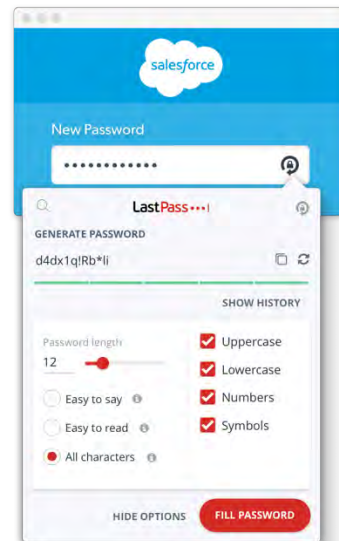 salesforce
New Password
••••••••••••
LastPass•••|
GENERATE PASSWORD
d4dx1q!Rb*li
SHOW HISTORY
Password length
12
Uppercase
Lowercase
Numbers
Symbols
Easy to say
Easy to read
All characters
HIDE OPTIONS
FILL PASSWORD